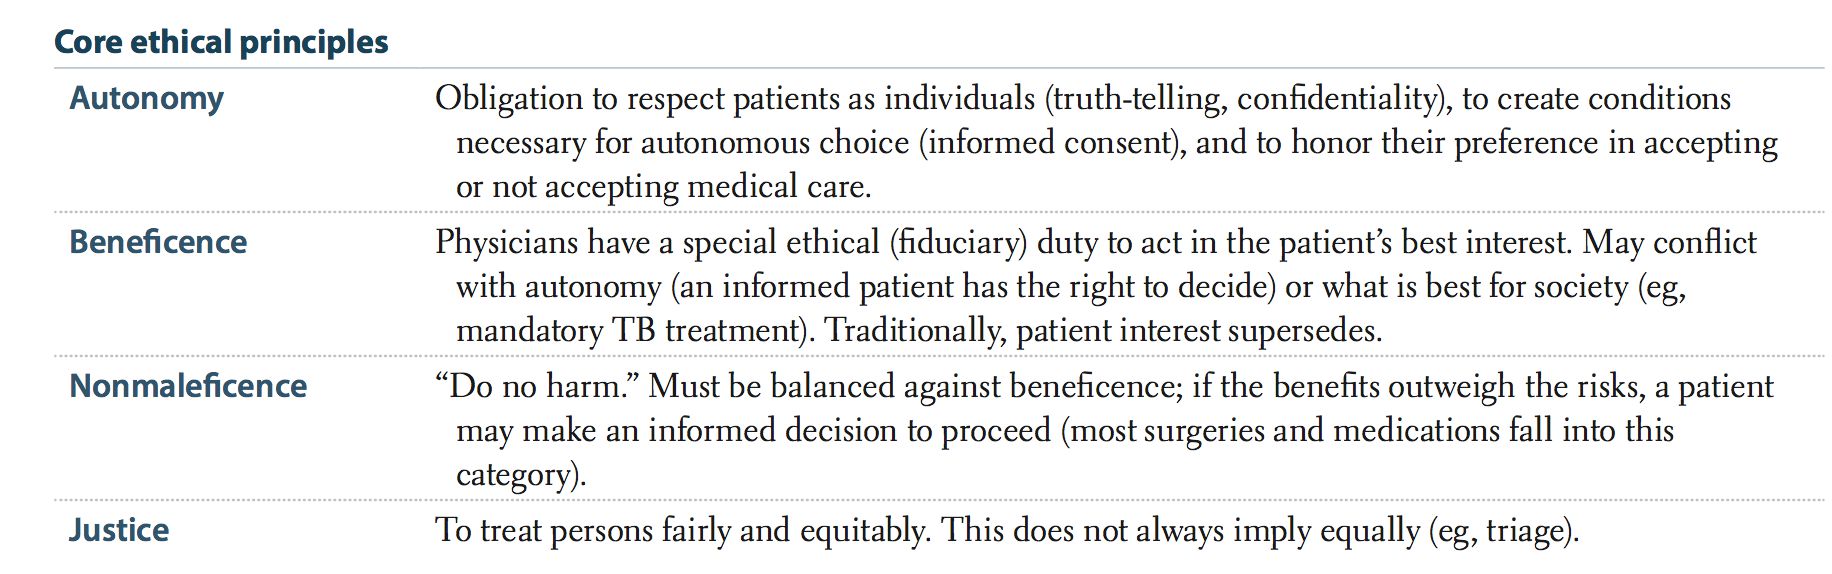 Core ethical principles
Autonomy
Obligation to respect patients as individuals (truth-telling, confidentiality), to create conditions
necessary for autonomous choice (informed consent), and to honor their preference in accepting
or not accepting medical care.
Beneficence
Physicians have a special ethical (fiduciary) duty to act in the patient’s best interest. May conflict
with autonomy (an informed patient has the right to decide) or what is best for society (eg,
mandatory TB treatment). Traditionally, patient interest supersedes.
Nonmaleficence
“Do no harm.” Must be balanced against beneficence; if the benefits outweigh the risks, a patient
may make an informed decision to proceed (most surgeries and medications fall into this
category).
Justice
To treat persons fairly and equitably. This does not always imply equally (eg, triage).